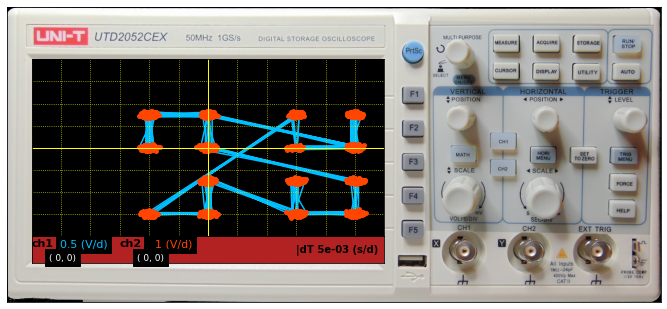 UNI-T UTD2052CEX 50MHz 1GS/s DIGITAL STORAGE OSCILLOSCOPE
ch1 0.5 (V/d) ch2 1 (V/d) |dT 5e-03 (s/d)
( 0, 0) ( 0, 0)
PrtSc
F1
F2
F3
F4
F5
MULTI PURPOSE
SELECT
MEASURE ACQUIRE STORAGE RUN/
STOP
CURSOR DISPLAY UTILITY AUTO
VERTICAL HORIZONTAL TRIGGER
POSITION POSITION LEVEL
CH1
MATH HORI
MENU SET
TO ZERO TRIG
MENU
CH2
SCALE SCALE FORCE
HELP
VOLTS/DIV SEC/DIV
CH1 CH2 EXT TRIG
X Y
All Inputs
CAT II